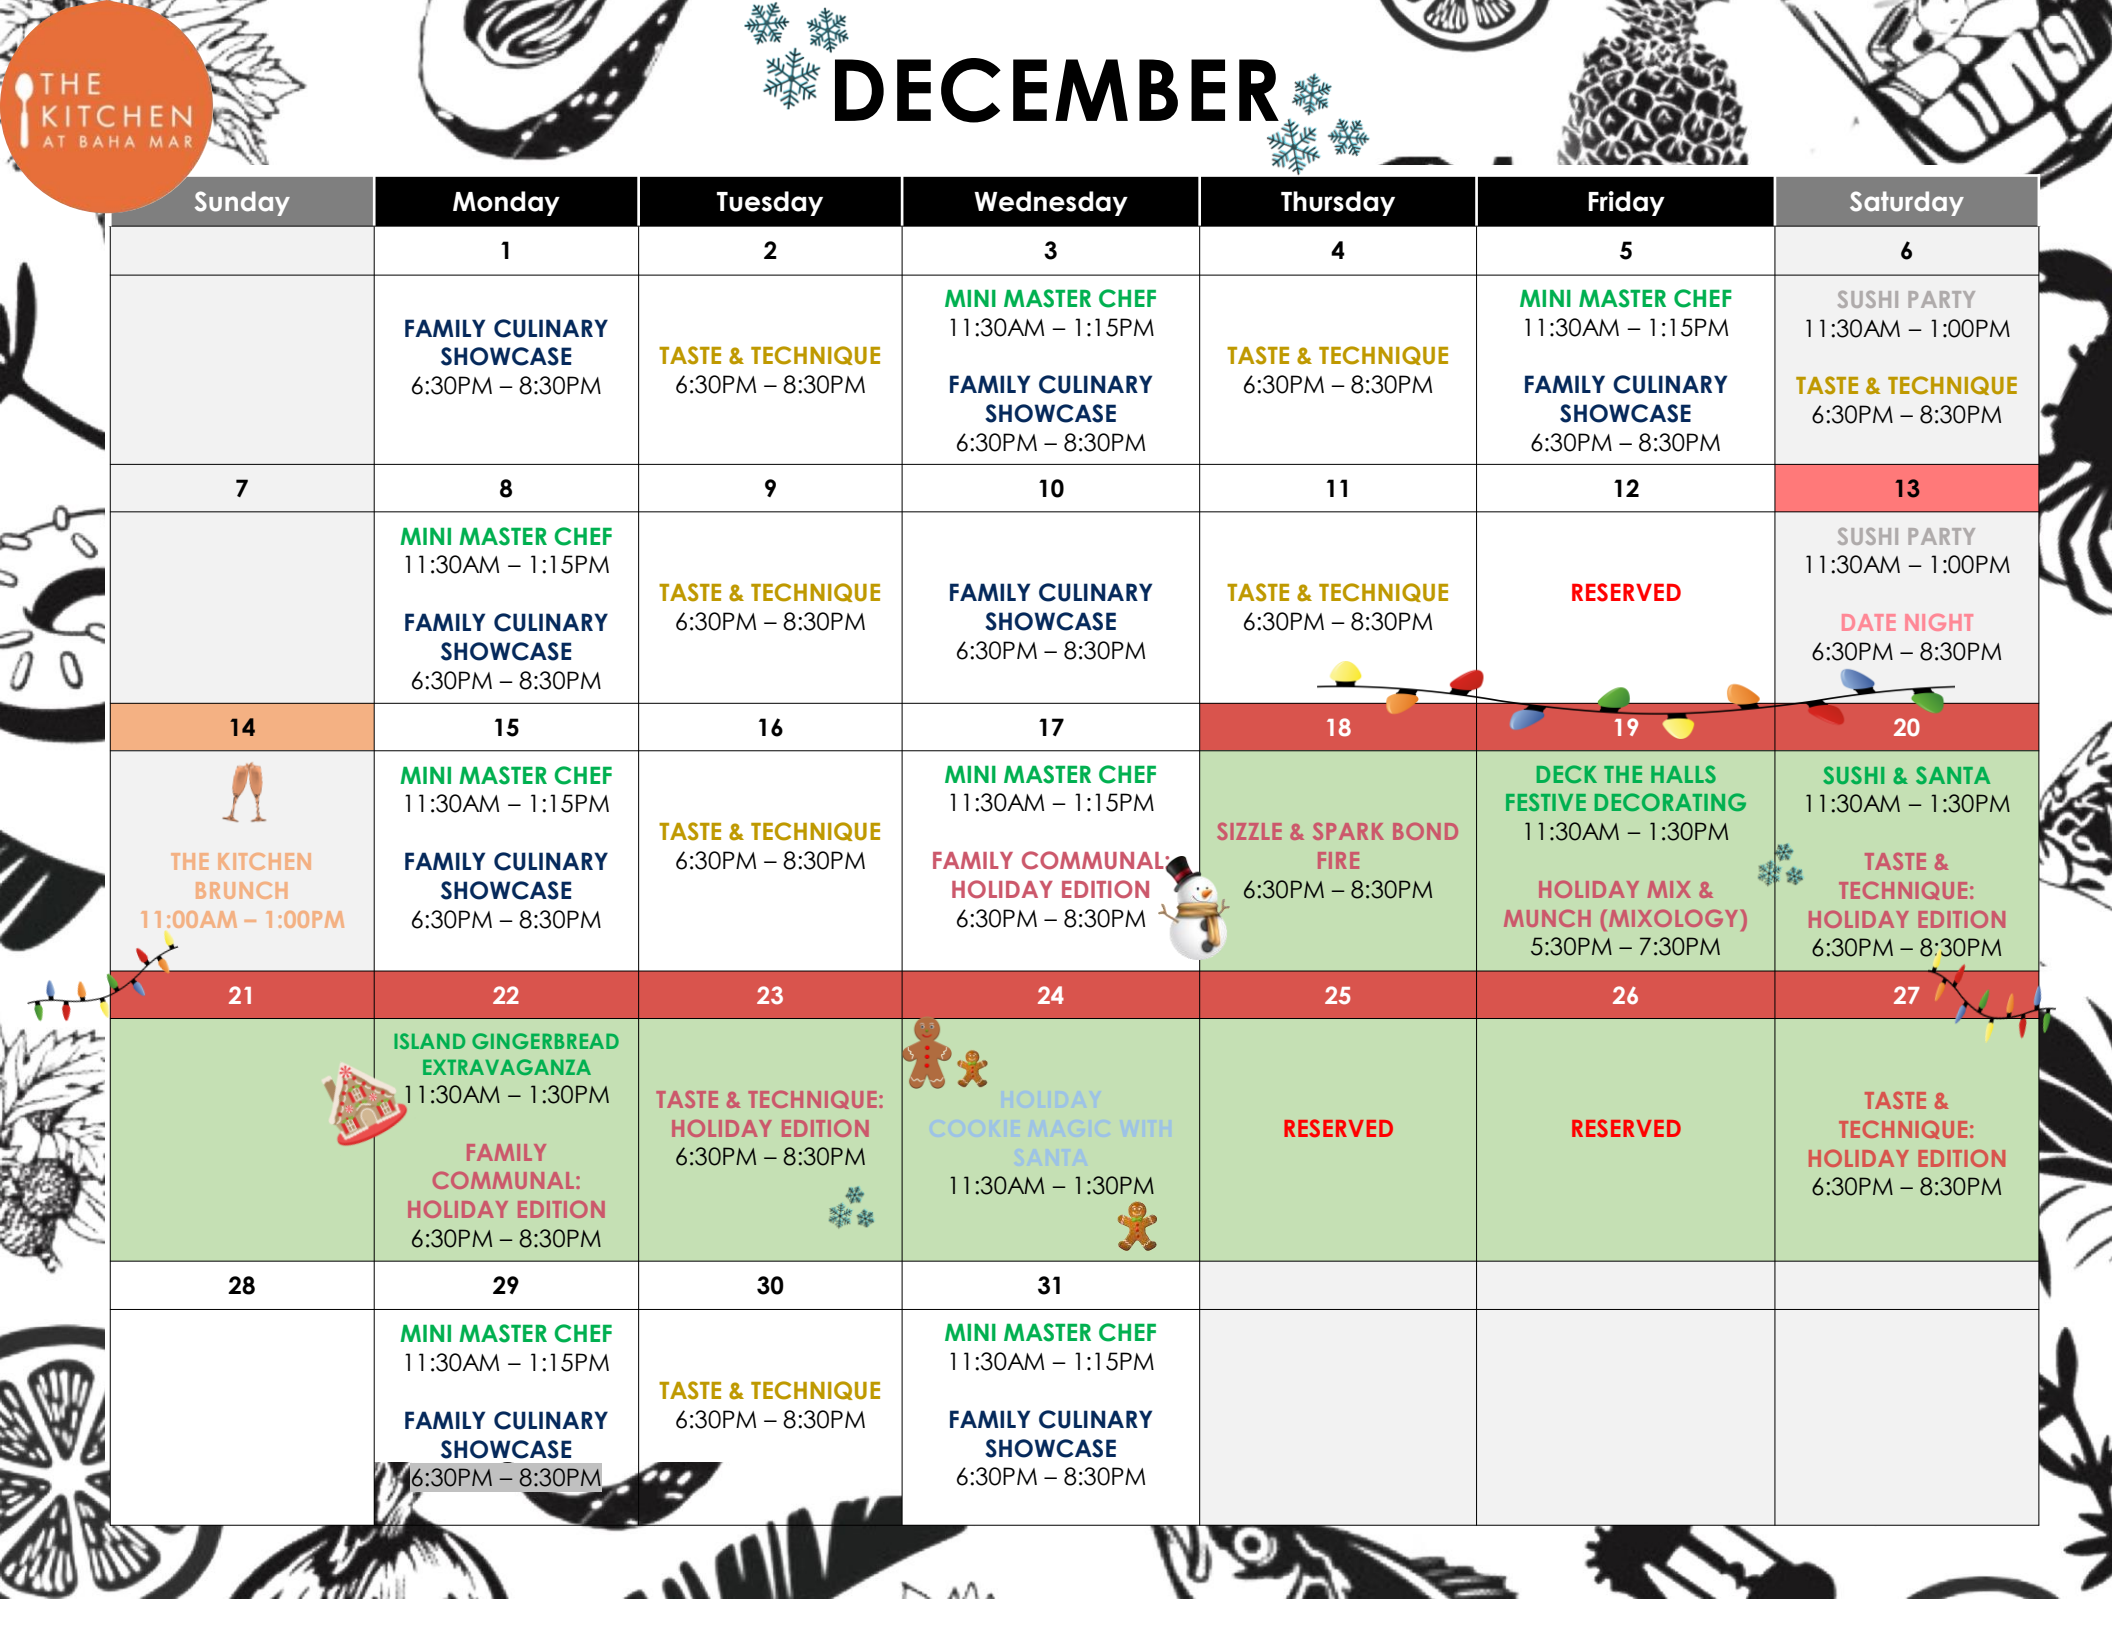 THE
KITCHEN
AT BAHA MAR
DECEMBER
Sunday Monday Tuesday Wednesday Thursday Friday Saturday
1 2 3 4 5 6
FAMILY CULINARY
SHOWCASE
6:30PM – 8:30PM
TASTE & TECHNIQUE
6:30PM – 8:30PM
MINI MASTER CHEF
11:30AM – 1:15PM
FAMILY CULINARY
SHOWCASE
6:30PM – 8:30PM
TASTE & TECHNIQUE
6:30PM – 8:30PM
MINI MASTER CHEF
11:30AM – 1:15PM
FAMILY CULINARY
SHOWCASE
6:30PM – 8:30PM
SUSHI PARTY
11:30AM – 1:00PM
TASTE & TECHNIQUE
6:30PM – 8:30PM
7 8 9 10 11 12 13
MINI MASTER CHEF
11:30AM – 1:15PM
FAMILY CULINARY
SHOWCASE
6:30PM – 8:30PM
TASTE & TECHNIQUE
6:30PM – 8:30PM
FAMILY CULINARY
SHOWCASE
6:30PM – 8:30PM
TASTE & TECHNIQUE
6:30PM – 8:30PM
RESERVED
SUSHI PARTY
11:30AM – 1:00PM
DATE NIGHT
6:30PM – 8:30PM
14 15 16 17 18 19 20
THE KITCHEN
BRUNCH
11:00AM – 1:00PM
MINI MASTER CHEF
11:30AM – 1:15PM
FAMILY CULINARY
SHOWCASE
6:30PM – 8:30PM
TASTE & TECHNIQUE
6:30PM – 8:30PM
MINI MASTER CHEF
11:30AM – 1:15PM
FAMILY COMMUNAL:
HOLIDAY EDITION
6:30PM – 8:30PM
SIZZLE & SPARK BOND
FIRE
6:30PM – 8:30PM
DECK THE HALLS
FESTIVE DECORATING
11:30AM – 1:30PM
HOLIDAY MIX &
MUNCH (MIXOLOGY)
5:30PM – 7:30PM
SUSHI & SANTA
11:30AM – 1:30PM
TASTE &
TECHNIQUE:
HOLIDAY EDITION
6:30PM – 8:30PM
21 22 23 24 25 26 27
ISLAND GINGERBREAD
EXTRAVAGANZA
11:30AM – 1:30PM
FAMILY
COMMUNAL:
HOLIDAY EDITION
6:30PM – 8:30PM
TASTE & TECHNIQUE:
HOLIDAY EDITION
6:30PM – 8:30PM
HOLIDAY
COOKIE MAGIC WITH
SANTA
11:30AM – 1:30PM
RESERVED
RESERVED
TASTE &
TECHNIQUE:
HOLIDAY EDITION
6:30PM – 8:30PM
28 29 30 31
MINI MASTER CHEF
11:30AM – 1:15PM
FAMILY CULINARY
SHOWCASE
6:30PM – 8:30PM
TASTE & TECHNIQUE
6:30PM – 8:30PM
MINI MASTER CHEF
11:30AM – 1:15PM
FAMILY CULINARY
SHOWCASE
6:30PM – 8:30PM